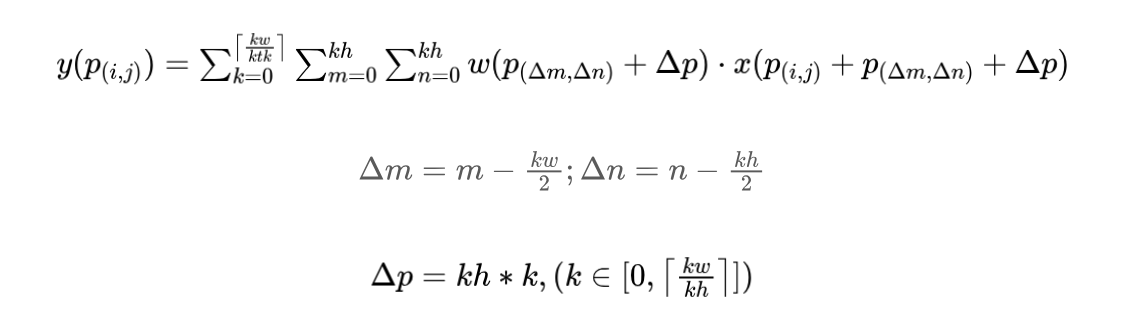 y(p_{(i,j)}) = \sum_{k=0}^{\lceil \frac{kw}{ktk} \rceil} \sum_{m=0}^{kh} \sum_{n=0}^{kh} w(p_{(\Delta m,\Delta n)} + \Delta p) \cdot x(p_{(i,j)} + p_{(\Delta m,\Delta n)} + \Delta p)
\Delta m = m - \frac{kw}{2}; \Delta n = n - \frac{kh}{2}
\Delta p = kh * k, (k \in [0, \lceil \frac{kw}{kh} \rceil])